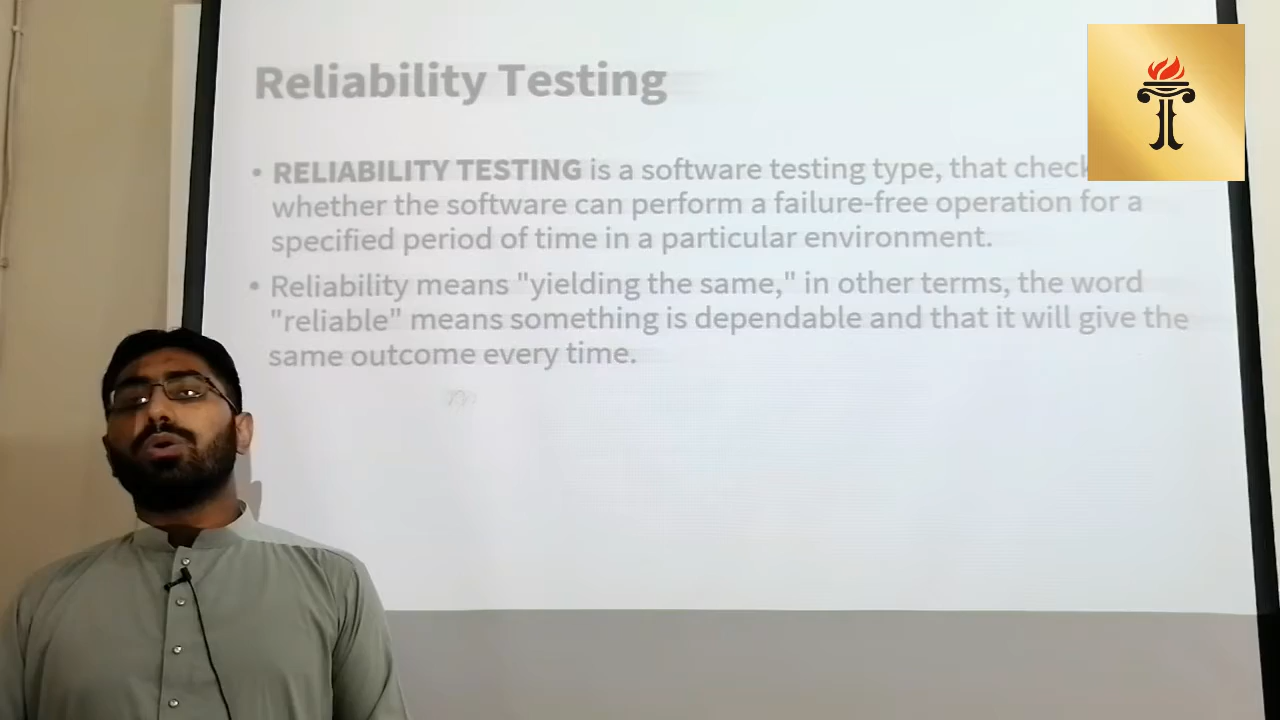 Reliability Testing
• RELIABILITY TESTING is a software testing type, that check
whether the software can perform a failure-free operation for a
specified period of time in a particular environment.
• Reliability means "yielding the same," in other terms, the word
"reliable" means something is dependable and that it will give the
same outcome every time.